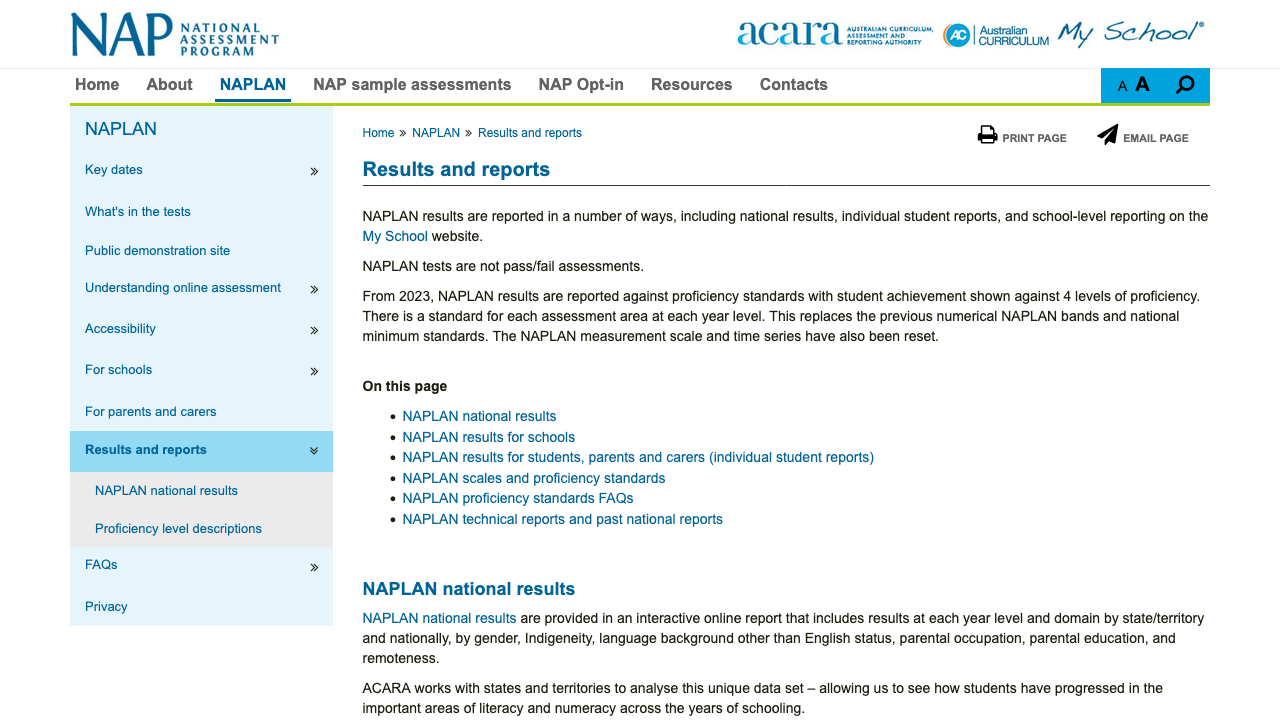 NAP NATIONAL ASSESSMENT PROGRAM
acara AUSTRALIAN CURRICULUM, ASSESSMENT AND REPORTING AUTHORITY
AC Australian CURRICULUM
My School®
Home About NAPLAN NAP sample assessments NAP Opt-in Resources Contacts A A
NAPLAN
Key dates
What's in the tests
Public demonstration site
Understanding online assessment
Accessibility
For schools
For parents and carers
Results and reports
NAPLAN national results
Proficiency level descriptions
FAQs
Privacy
Home » NAPLAN » Results and reports
PRINT PAGE EMAIL PAGE
Results and reports
NAPLAN results are reported in a number of ways, including national results, individual student reports, and school-level reporting on the
My School website.
NAPLAN tests are not pass/fail assessments.
From 2023, NAPLAN results are reported against proficiency standards with student achievement shown against 4 levels of proficiency.
There is a standard for each assessment area at each year level. This replaces the previous numerical NAPLAN bands and national
minimum standards. The NAPLAN measurement scale and time series have also been reset.
On this page
• NAPLAN national results
• NAPLAN results for schools
• NAPLAN results for students, parents and carers (individual student reports)
• NAPLAN scales and proficiency standards
• NAPLAN proficiency standards FAQs
• NAPLAN technical reports and past national reports
NAPLAN national results
NAPLAN national results are provided in an interactive online report that includes results at each year level and domain by state/territory
and nationally, by gender, Indigeneity, language background other than English status, parental occupation, parental education, and
remoteness.
ACARA works with states and territories to analyse this unique data set – allowing us to see how students have progressed in the
important areas of literacy and numeracy across the years of schooling.